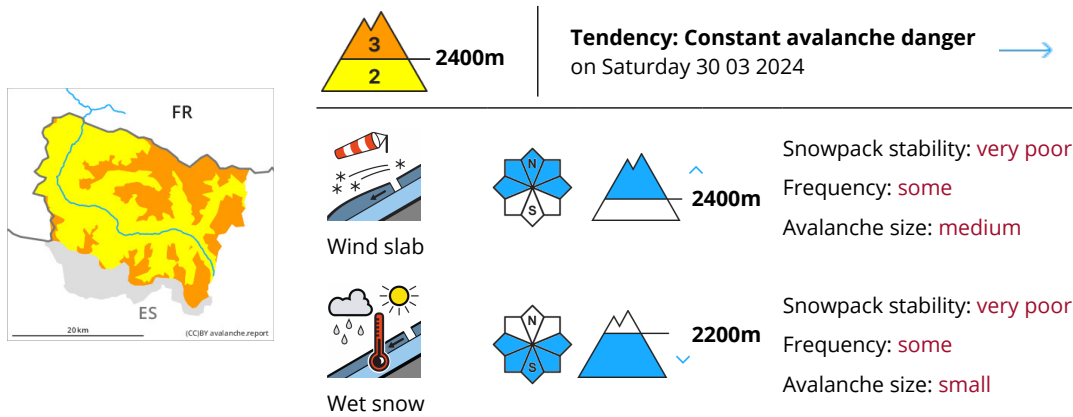 3
2400m
2
Tendency: Constant avalanche danger
on Saturday 30 03 2024
FR
ES
20 km
(CC)BY avalanche.report
N
S
2400m
Wind slab
Snowpack stability: very poor
Frequency: some
Avalanche size: medium
N
S
2200m
Wet snow
Snowpack stability: very poor
Frequency: some
Avalanche size: small